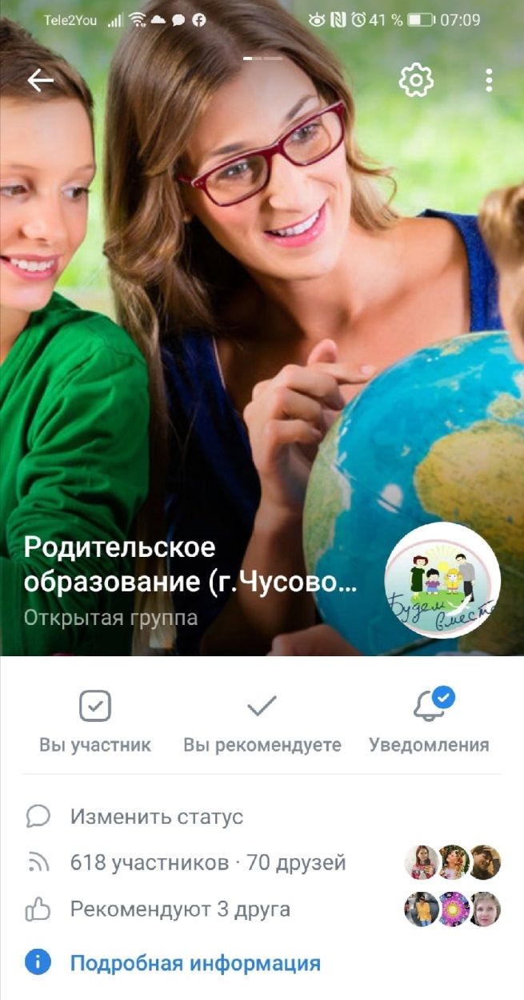 Tele2You 41 % 07:09
Родительское
образование (г.Чусово...
Открытая группа
Будем
вместе
Вы участник Вы рекомендуете Уведомления
Изменить статус
618 участников · 70 друзей
Рекомендуют 3 друга
Подробная информация